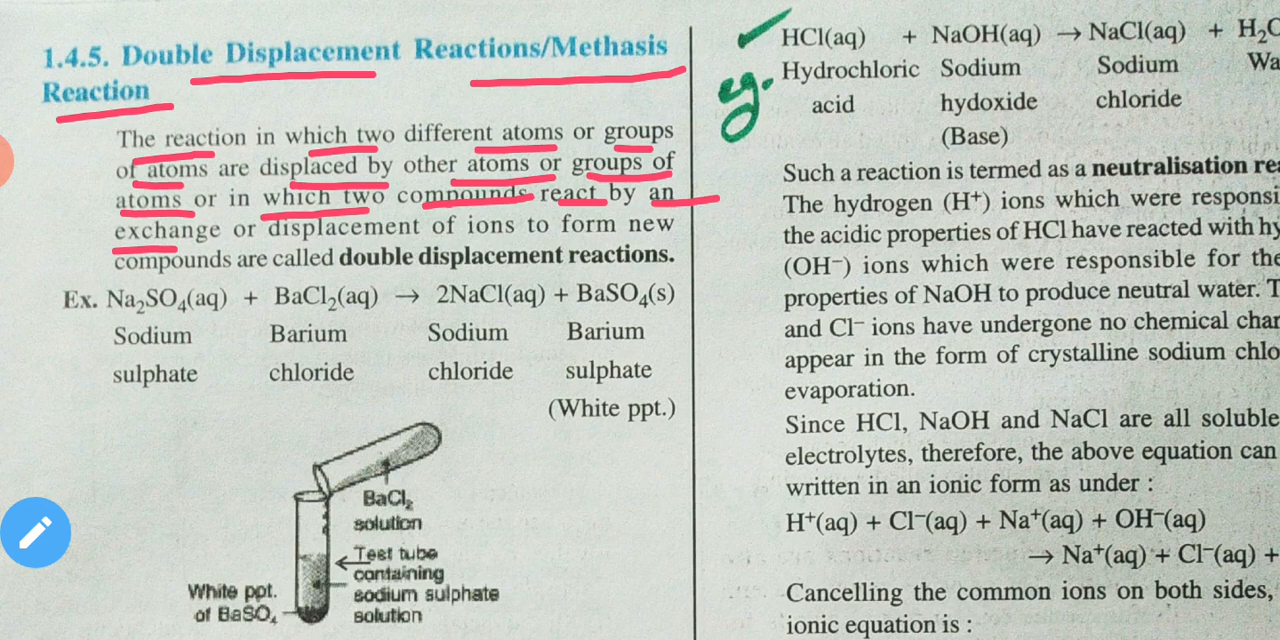 1.4.5. Double Displacement Reactions/Methasis
Reaction
The reaction in which two different atoms or groups
of atoms are displaced by other atoms or groups of
atoms or in which two compounds react by an
exchange or displacement of ions to form new
compounds are called double displacement reactions.
Ex. Na₂SO₄(aq) + BaCl₂(aq) → 2NaCl(aq) + BaSO₄(s)
Sodium Barium Sodium Barium
sulphate chloride chloride sulphate
(White ppt.)
BaCl₂
solution
Test tube
containing
sodium sulphate
solution
White ppt.
of BaSO₄
eg.
HCl(aq) + NaOH(aq) → NaCl(aq) + H₂O
Hydrochloric Sodium Sodium Wa
acid hydoxide chloride
(Base)
Such a reaction is termed as a neutralisation rea
The hydrogen (H⁺) ions which were responsi
the acidic properties of HCl have reacted with hy
(OH⁻) ions which were responsible for the
properties of NaOH to produce neutral water. T
and Cl⁻ ions have undergone no chemical chan
appear in the form of crystalline sodium chlo
evaporation.
Since HCl, NaOH and NaCl are all soluble
electrolytes, therefore, the above equation can
written in an ionic form as under :
H⁺(aq) + Cl⁻(aq) + Na⁺(aq) + OH⁻(aq)
→ Na⁺(aq) + Cl⁻(aq) +
Cancelling the common ions on both sides,
ionic equation is :